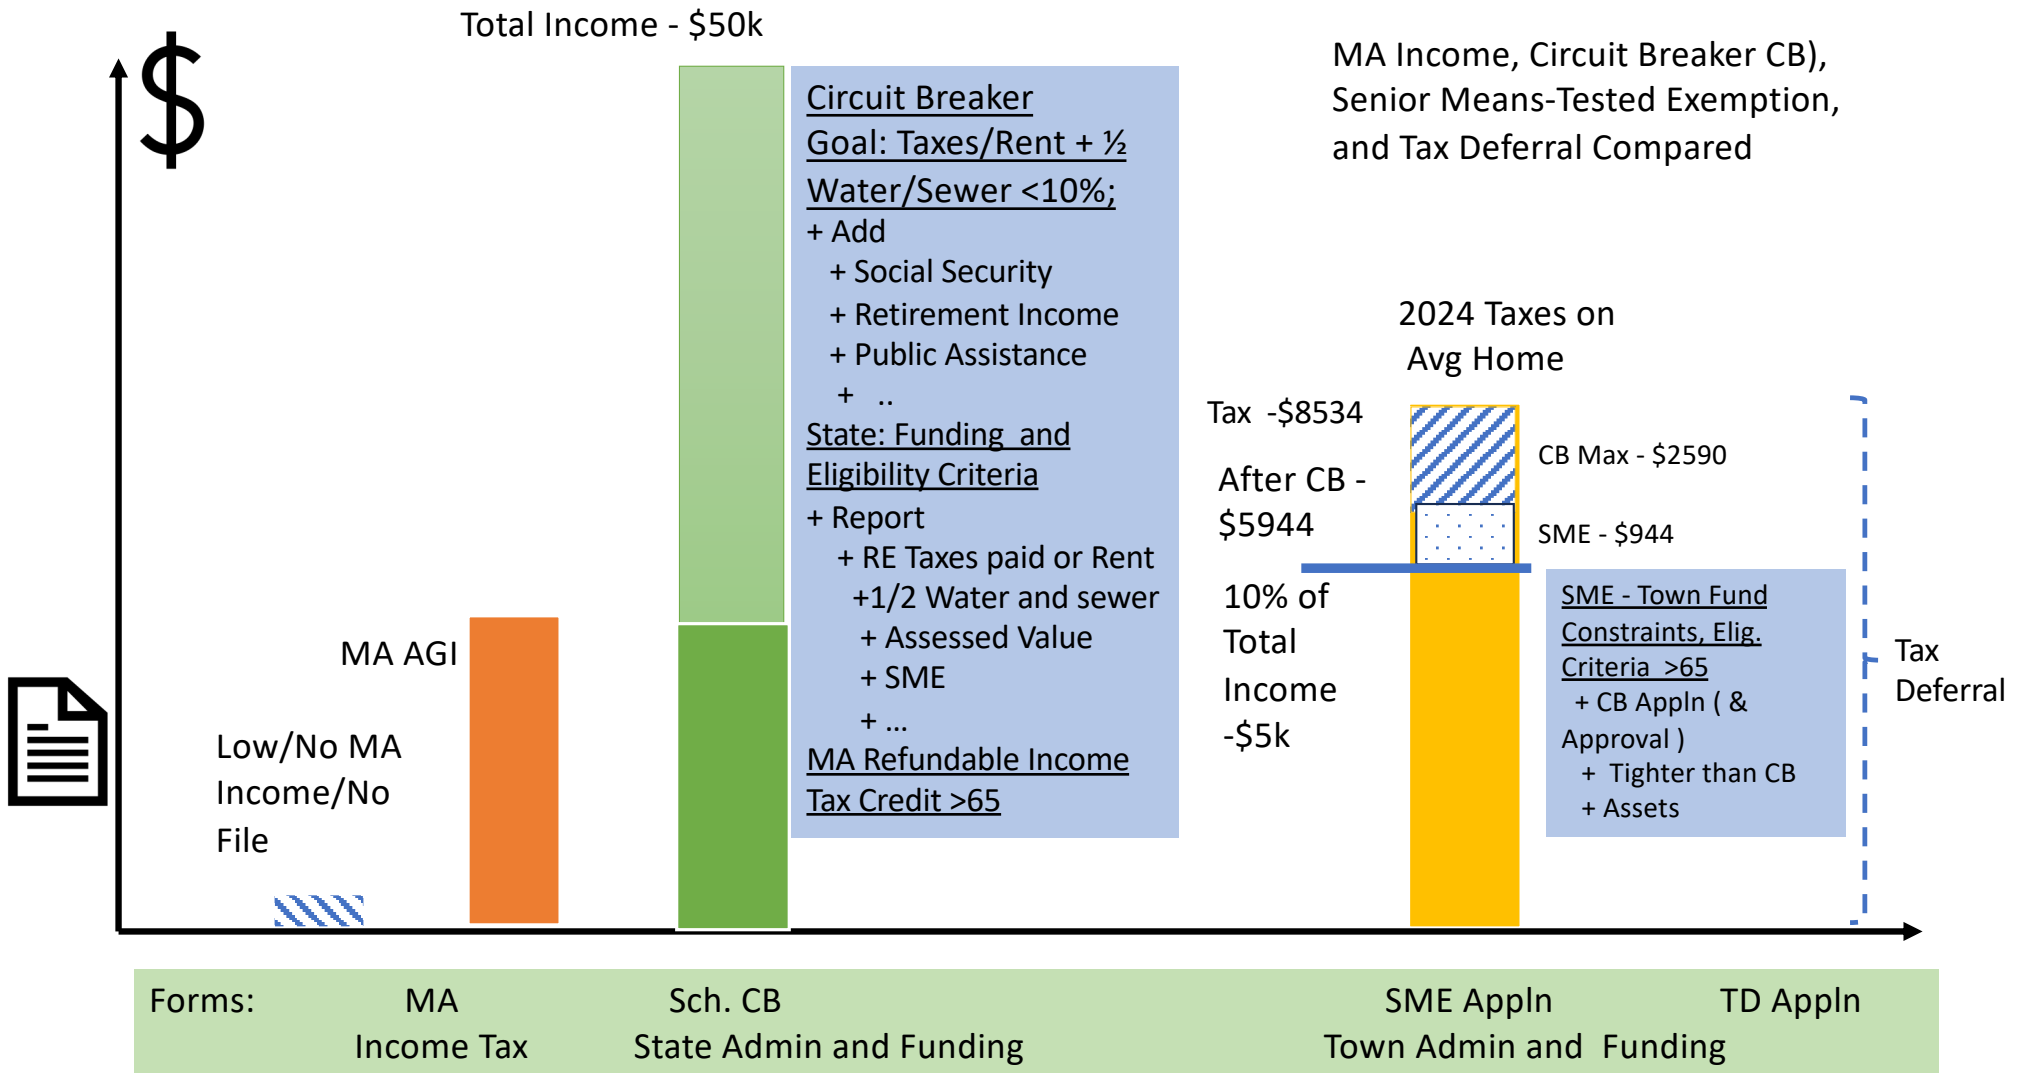 Total Income - $50k
$
MA Income, Circuit Breaker CB),
Senior Means-Tested Exemption,
and Tax Deferral Compared
Circuit Breaker
Goal: Taxes/Rent + ½
Water/Sewer <10%;
+ Add
+ Social Security
+ Retirement Income
+ Public Assistance
+ ..
State: Funding and
Eligibility Criteria
+ Report
+ RE Taxes paid or Rent
+1/2 Water and sewer
+ Assessed Value
+ SME
+ ...
MA Refundable Income
Tax Credit >65
MA AGI
Low/No MA
Income/No
File
2024 Taxes on
Avg Home
Tax -$8534
After CB -
$5944
10% of
Total
Income
-$5k
CB Max - $2590
SME - $944
SME - Town Fund
Constraints, Elig.
Criteria >65
+ CB Appln ( &
Approval )
+ Tighter than CB
+ Assets
Tax
Deferral
Forms: MA Sch. CB SME Appln TD Appln
Income Tax State Admin and Funding Town Admin and Funding